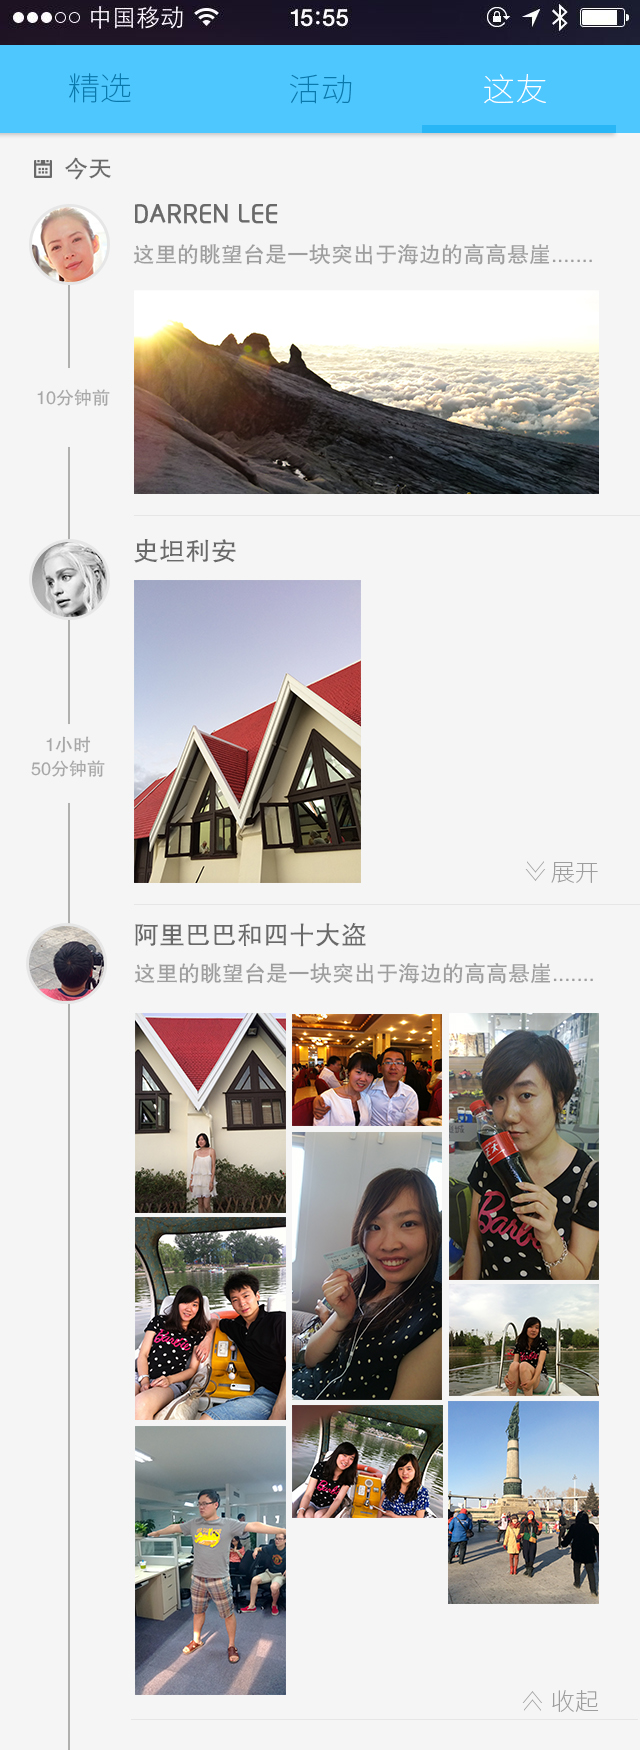 中国移动
15:55
精选 活动 这友
今天
DARREN LEE
这里的眺望台是一块突出于海边的高高悬崖.......
10分钟前
史坦利安
1小时
50分钟前
展开
阿里巴巴和四十大盗
这里的眺望台是一块突出于海边的高高悬崖.......
Barbie
Barbie
收起